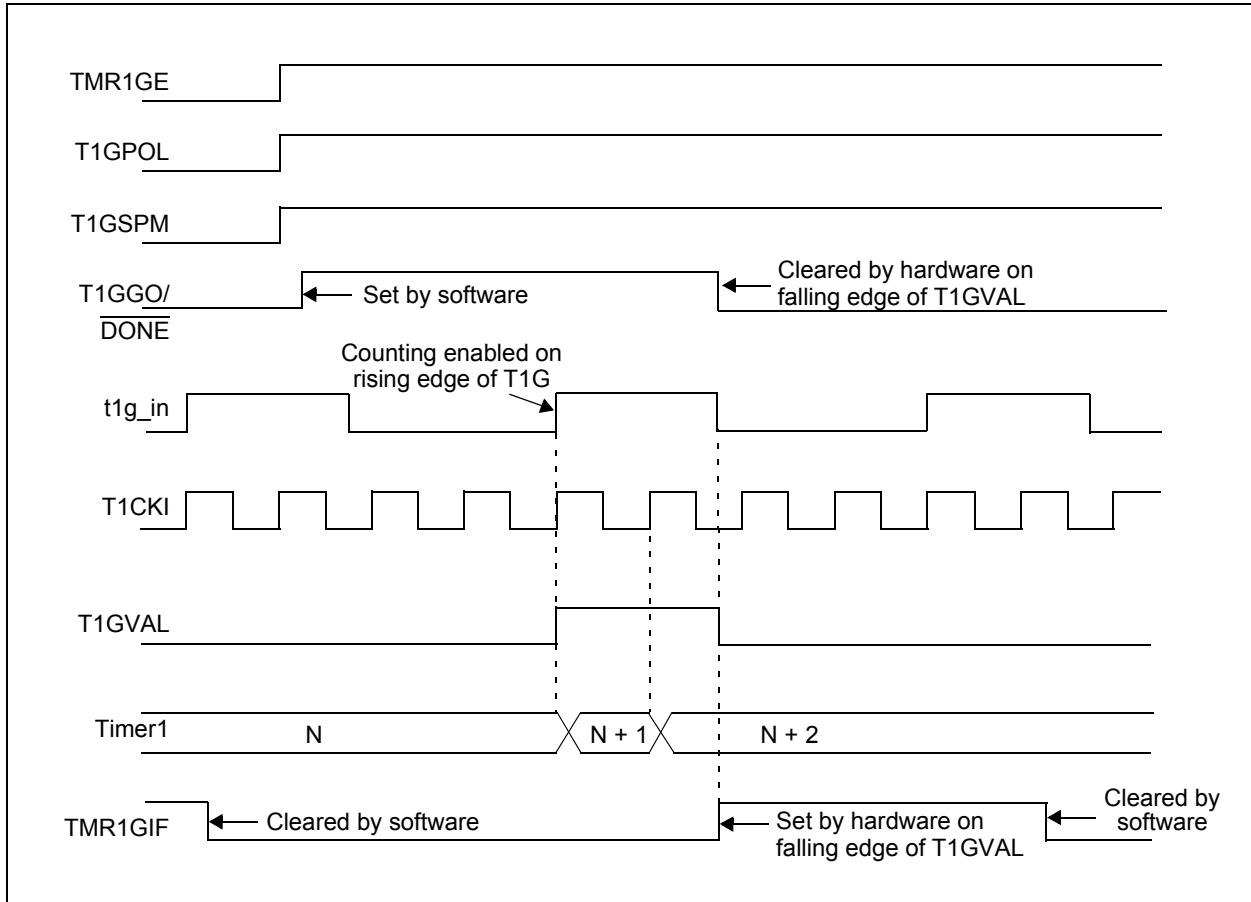 TMR1GE
T1GPOL
T1GSPM
T1GGO/
DONE
Set by software
Cleared by hardware on
falling edge of T1GVAL
Counting enabled on
rising edge of T1G
t1g_in
T1CKI
T1GVAL
Timer1
N
N + 1
N + 2
TMR1GIF
Cleared by software
Set by hardware on
falling edge of T1GVAL
Cleared by
software